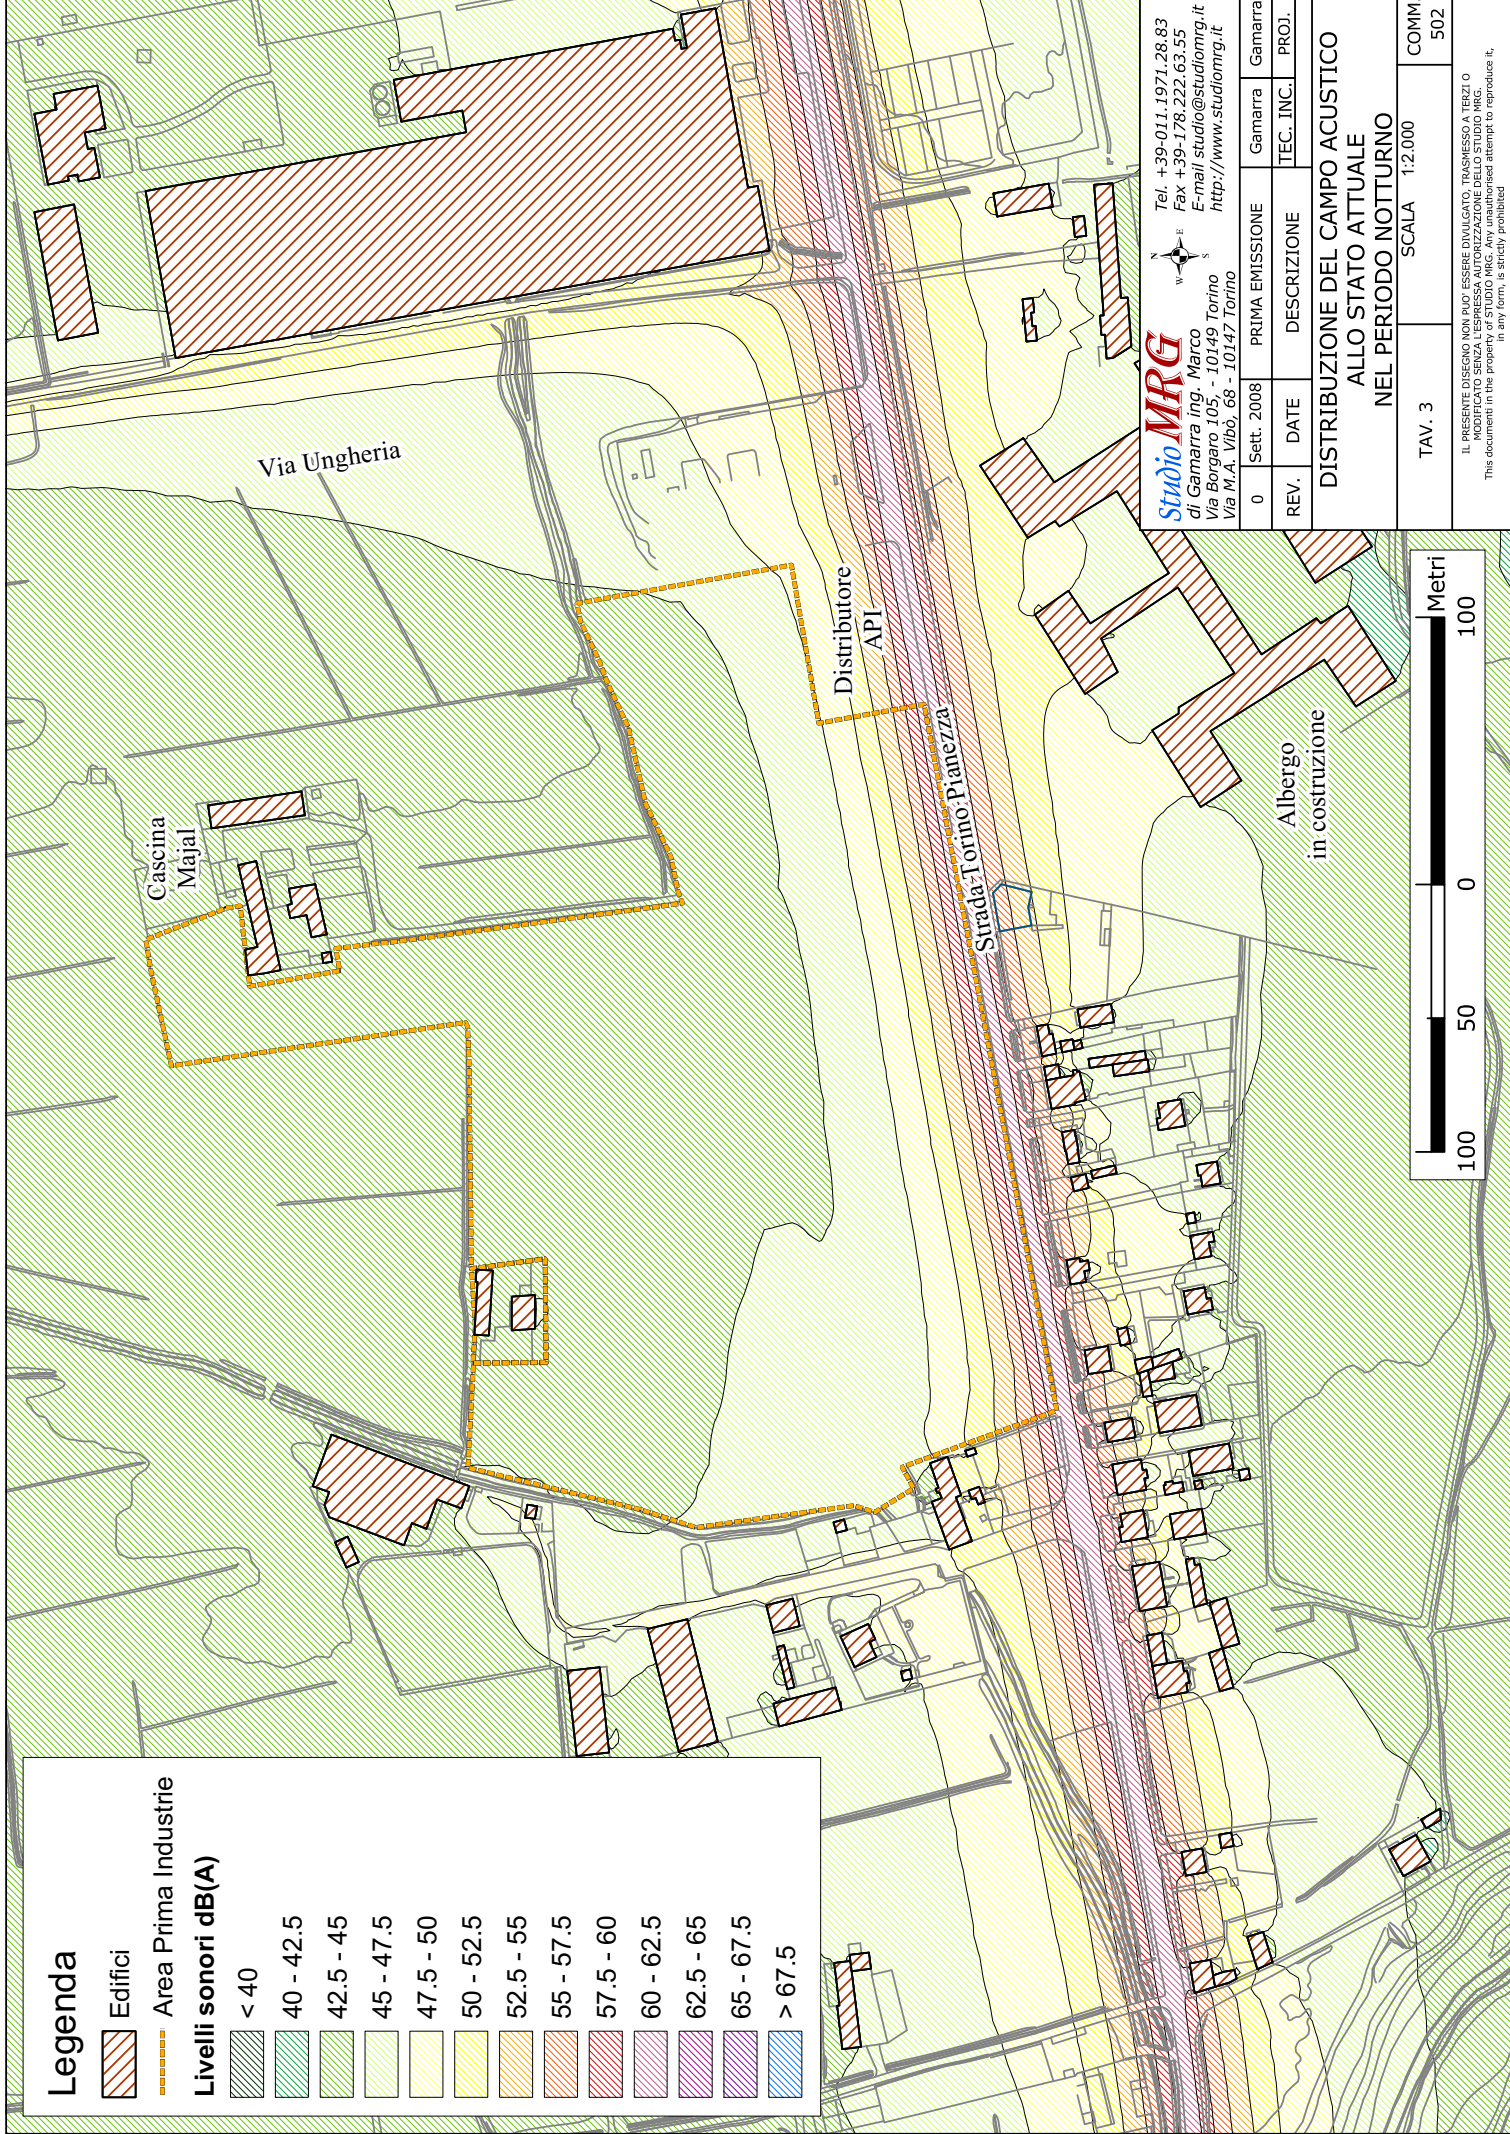 Legenda
Edifici
Area Prima Industrie
Livelli sonori dB(A)
< 40
40 - 42.5
42.5 - 45
45 - 47.5
47.5 - 50
50 - 52.5
52.5 - 55
55 - 57.5
57.5 - 60
60 - 62.5
62.5 - 65
65 - 67.5
> 67.5
Cascina
Majal
Via Ungheria
Distributore
API
Strada Torino Pianezza
Albergo
in costruzione
100 50 0 100
Metri
Studio MRG
di Gamarra ing. Marco
Via Borgaro 105, - 10149 Torino
Via M.A. Vibò, 68 - 10147 Torino
N
W E
S
Tel. +39-011.1971.28.83
Fax +39-178.222.63.55
E-mail studio@studiomrg.it
http://www.studiomrg.it
0 Sett. 2008 PRIMA EMISSIONE Gamarra Gamarra
REV. DATE DESCRIZIONE TEC. INC. PROJ.
DISTRIBUZIONE DEL CAMPO ACUSTICO
ALLO STATO ATTUALE
NEL PERIODO NOTTURNO
TAV. 3
SCALA 1:2.000
COMM.
502
IL PRESENTE DISEGNO NON PUO' ESSERE DIVULGATO, TRASMESSO A TERZI O
MODIFICATO SENZA L'ESPRESSA AUTORIZZAZIONE DELLO STUDIO MRG.
This documenti in the property of STUDIO MRG. Any unauthorised attempt to reproduce it,
in any form, is strictly prohibited